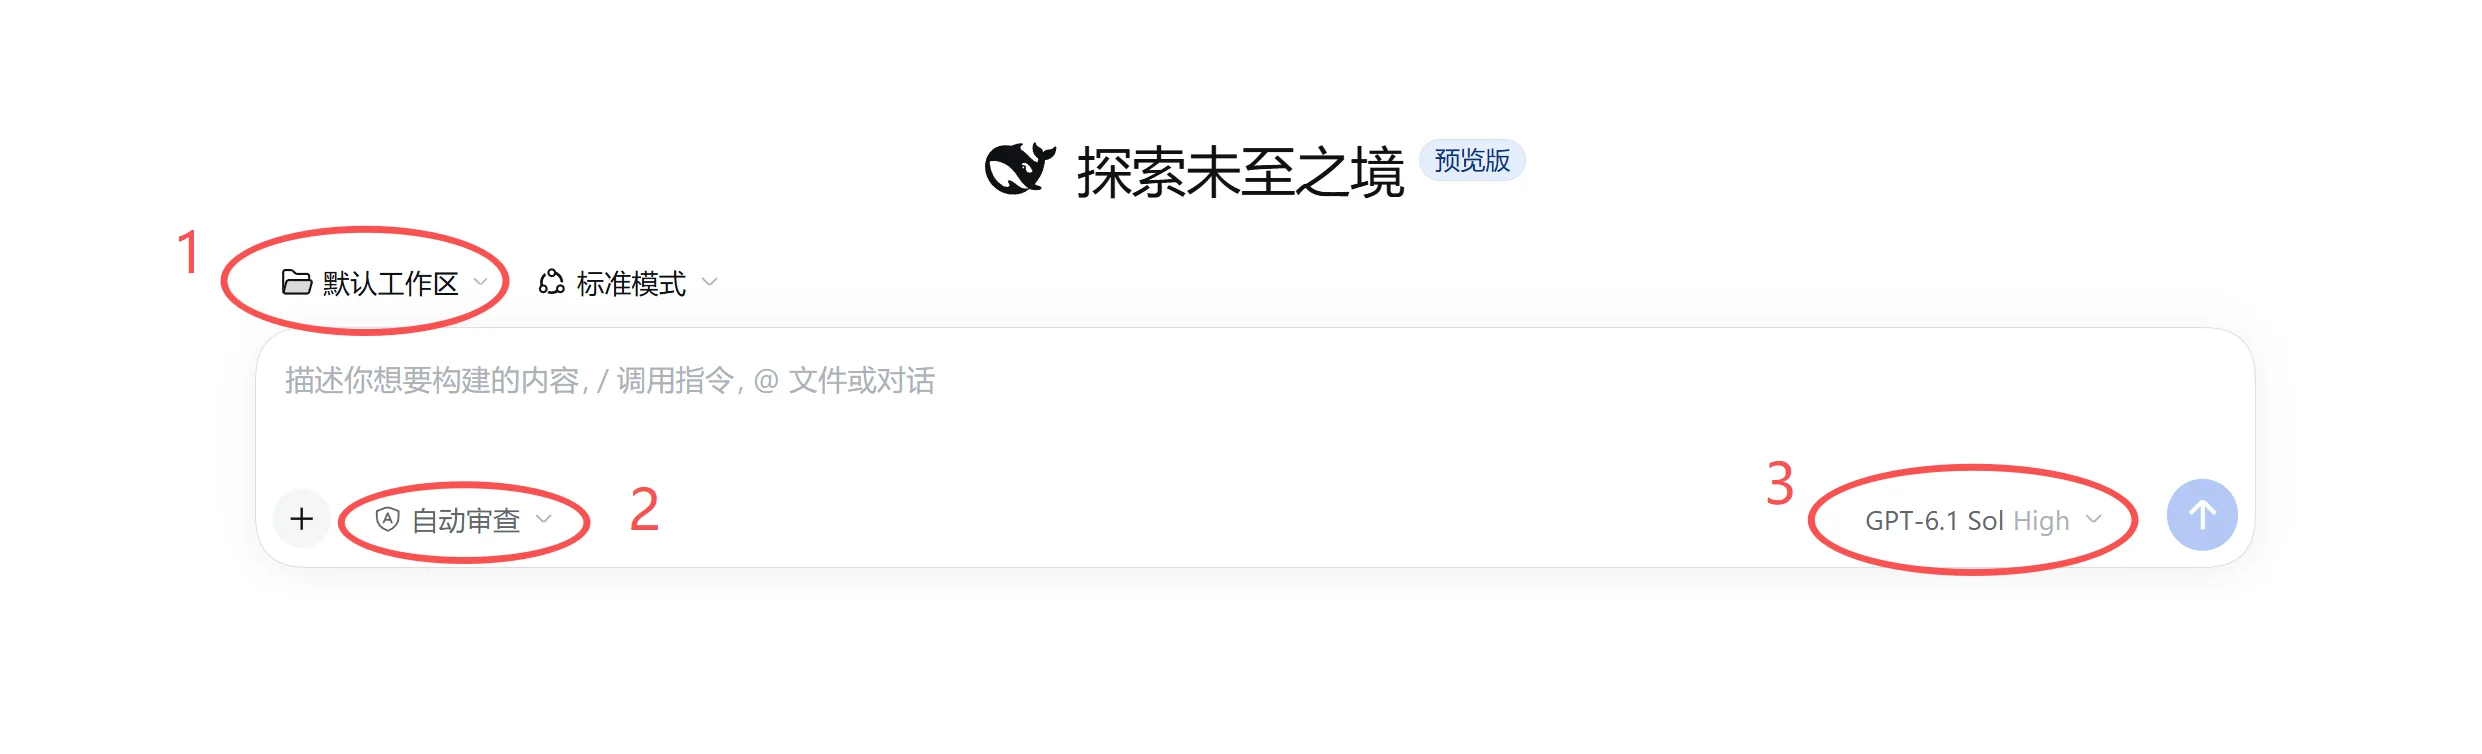 探索未至之境 预览版
1 默认工作区 标准模式
描述你想要构建的内容, / 调用指令, @ 文件或对话
自动审查 2 3 GPT-6.1 Sol High